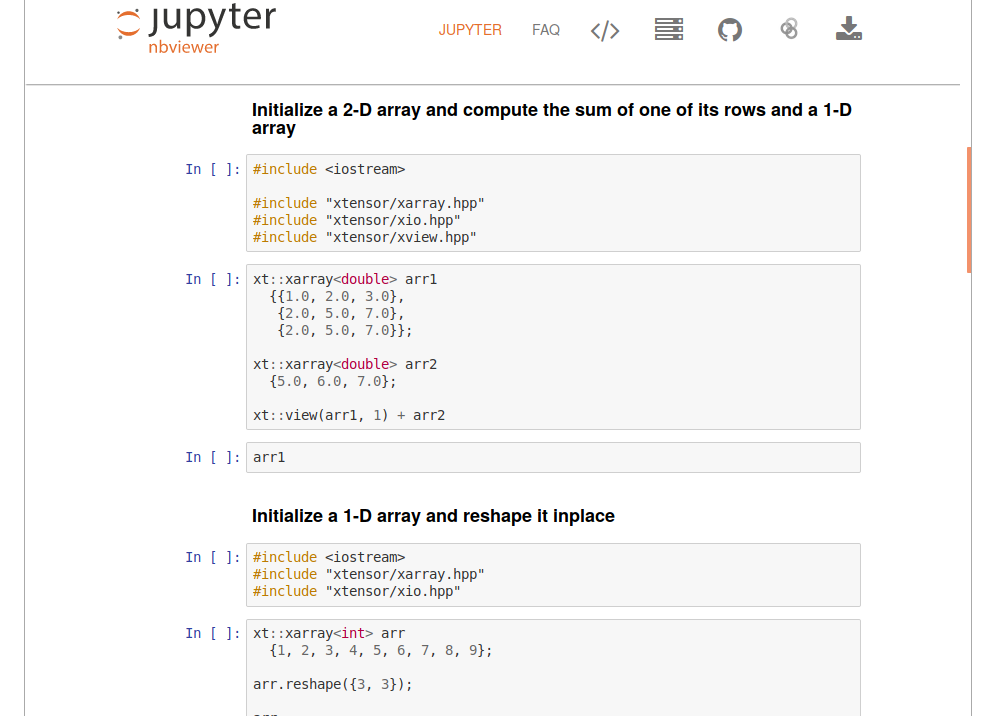 jupyter
nbviewer
JUPYTER FAQ </>
Initialize a 2-D array and compute the sum of one of its rows and a 1-D
array
In [ ]: #include <iostream>
#include "xtensor/xarray.hpp"
#include "xtensor/xio.hpp"
#include "xtensor/xview.hpp"
In [ ]: xt::xarray<double> arr1
{{1.0, 2.0, 3.0},
{2.0, 5.0, 7.0},
{2.0, 5.0, 7.0}};
xt::xarray<double> arr2
{5.0, 6.0, 7.0};
xt::view(arr1, 1) + arr2
In [ ]: arr1
Initialize a 1-D array and reshape it inplace
In [ ]: #include <iostream>
#include "xtensor/xarray.hpp"
#include "xtensor/xio.hpp"
In [ ]: xt::xarray<int> arr
{1, 2, 3, 4, 5, 6, 7, 8, 9};
arr.reshape({3, 3});